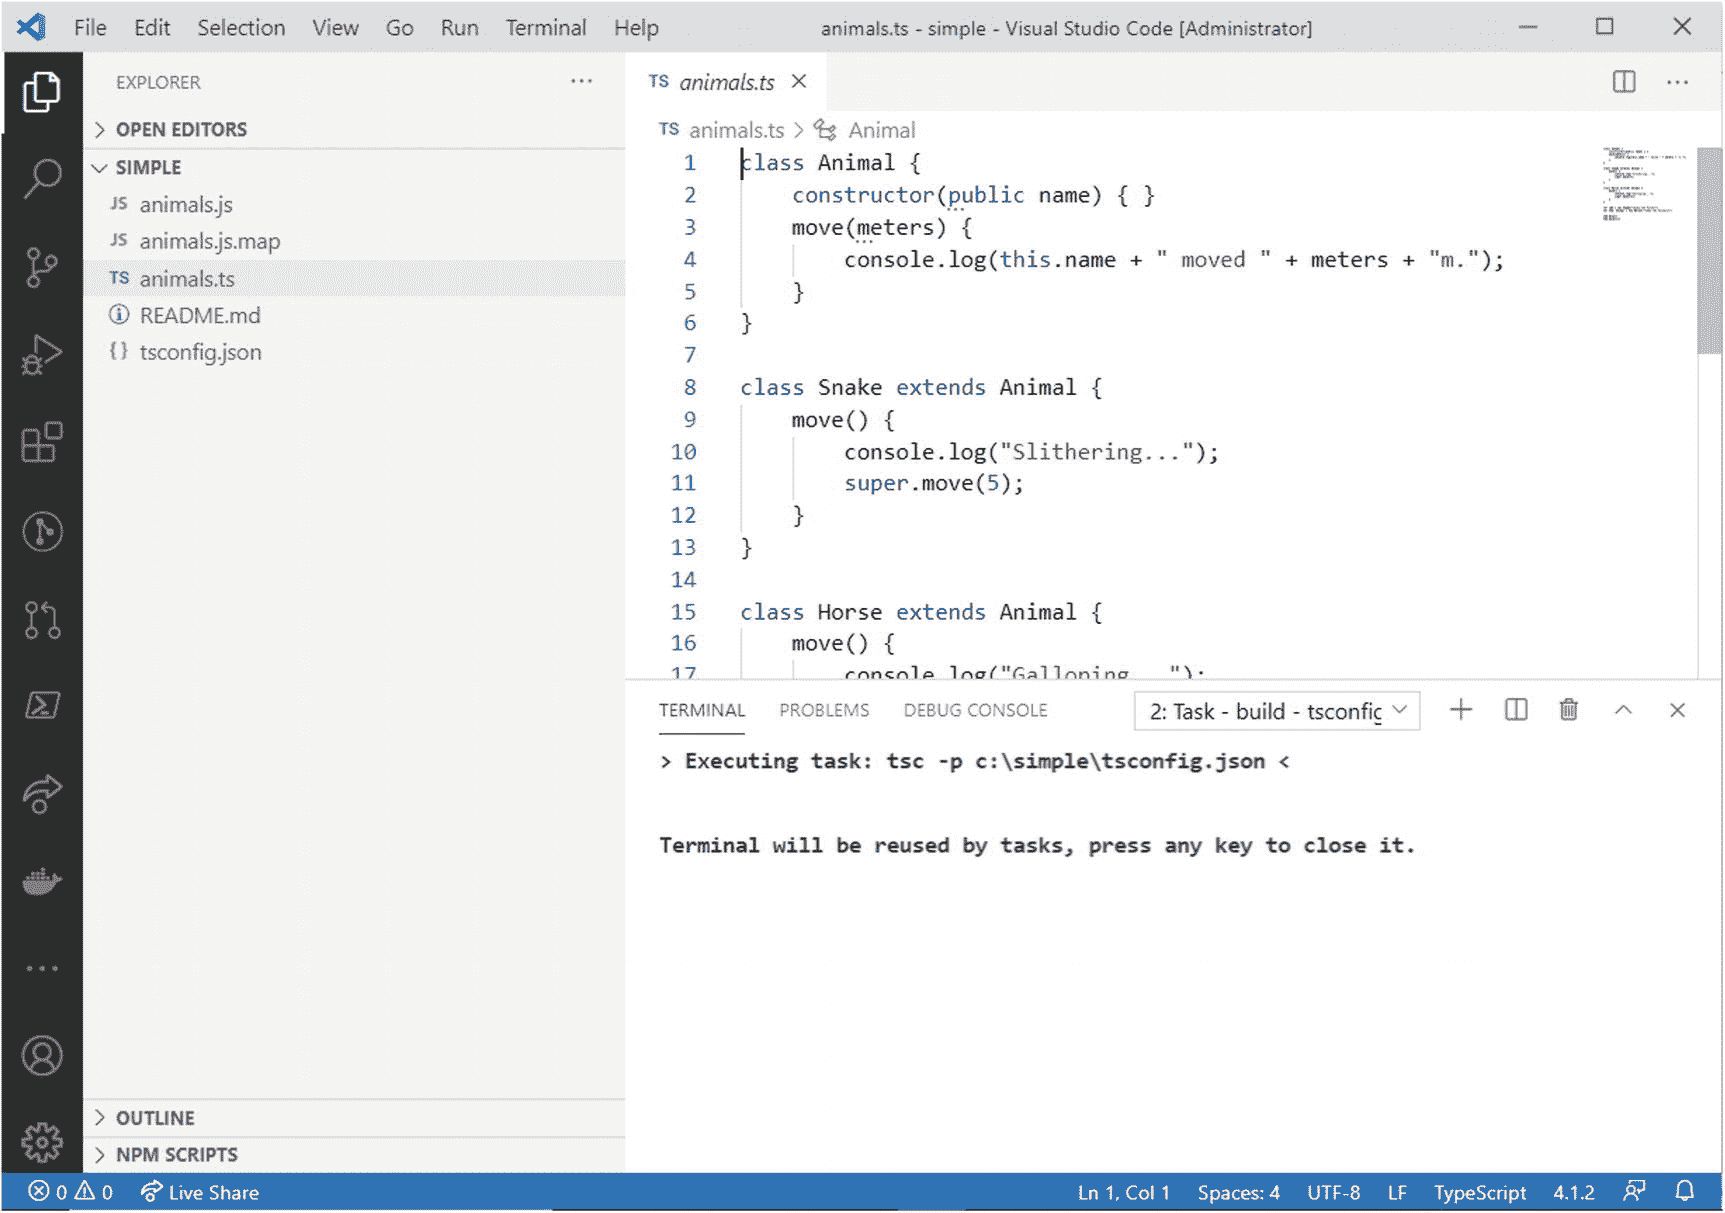 File Edit Selection View Go Run Terminal Help animals.ts - simple - Visual Studio Code [Administrator]
EXPLORER
OPEN EDITORS
SIMPLE
JS animals.js
JS animals.js.map
TS animals.ts
README.md
{} tsconfig.json
OUTLINE
NPM SCRIPTS
TS animals.ts
TS animals.ts > Animal
1 class Animal {
2 constructor(public name) { }
3 move(meters) {
4 console.log(this.name + " moved " + meters + "m.");
5 }
6 }
7
8 class Snake extends Animal {
9 move() {
10 console.log("Slithering...");
11 super.move(5);
12 }
13 }
14
15 class Horse extends Animal {
16 move() {
17 console.log("Galloping...");
TERMINAL PROBLEMS DEBUG CONSOLE 2: Task - build - tsconfig
> Executing task: tsc -p c:\simple\tsconfig.json <
Terminal will be reused by tasks, press any key to close it.
0 0 Live Share Ln 1, Col 1 Spaces: 4 UTF-8 LF TypeScript 4.1.2